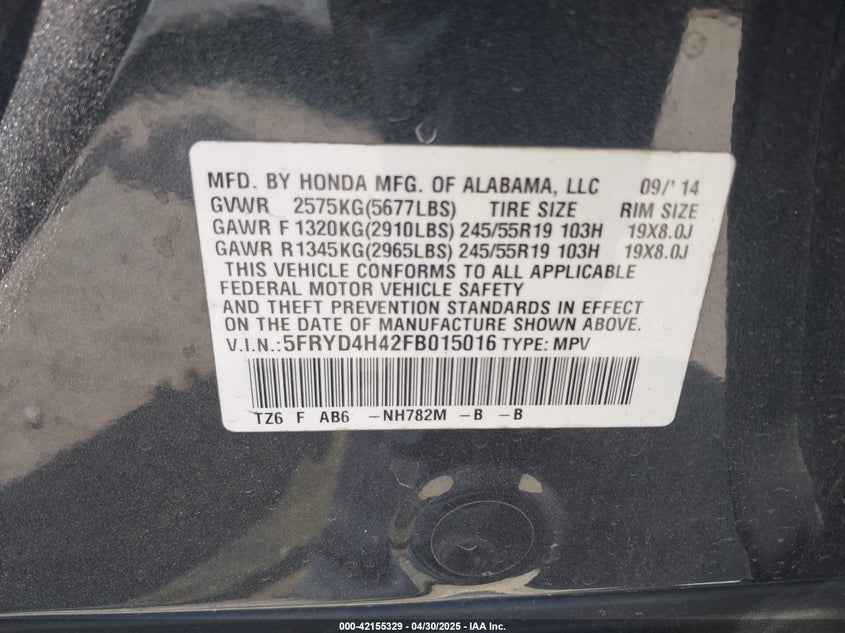 MFD. BY HONDA MFG. OF ALABAMA, LLC 09/' 14
GVWR 2575KG(5677LBS) TIRE SIZE RIM SIZE
GAWR F 1320KG(2910LBS) 245/55R19 103H 19X8.0J
GAWR R1345KG(2965LBS) 245/55R19 103H 19X8.0J
THIS VEHICLE CONFORMS TO ALL APPLICABLE
FEDERAL MOTOR VEHICLE SAFETY
AND THEFT PREVENTION STANDARDS IN EFFECT
ON THE DATE OF MANUFACTURE SHOWN ABOVE.
V.I.N.:5FRYD4H42FB015016 TYPE: MPV
TZ6 F AB6 -NH782M -B -B
000-42155329 - 04/30/2025 - IAA Inc.